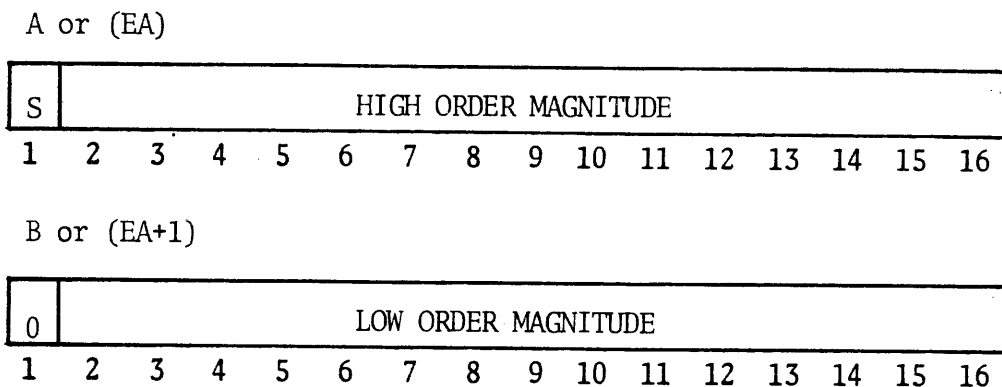 A or (EA)
S HIGH ORDER MAGNITUDE
1 2 3 4 5 6 7 8 9 10 11 12 13 14 15 16
B or (EA+1)
0 LOW ORDER MAGNITUDE
1 2 3 4 5 6 7 8 9 10 11 12 13 14 15 16